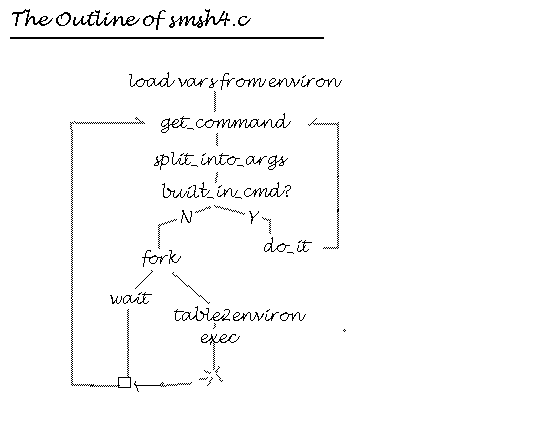 The Outline of smsh4.c
load vars from environ
get_command
split_into_args
built_in_cmd?
N Y
do_it
fork
wait
table2environ
exec